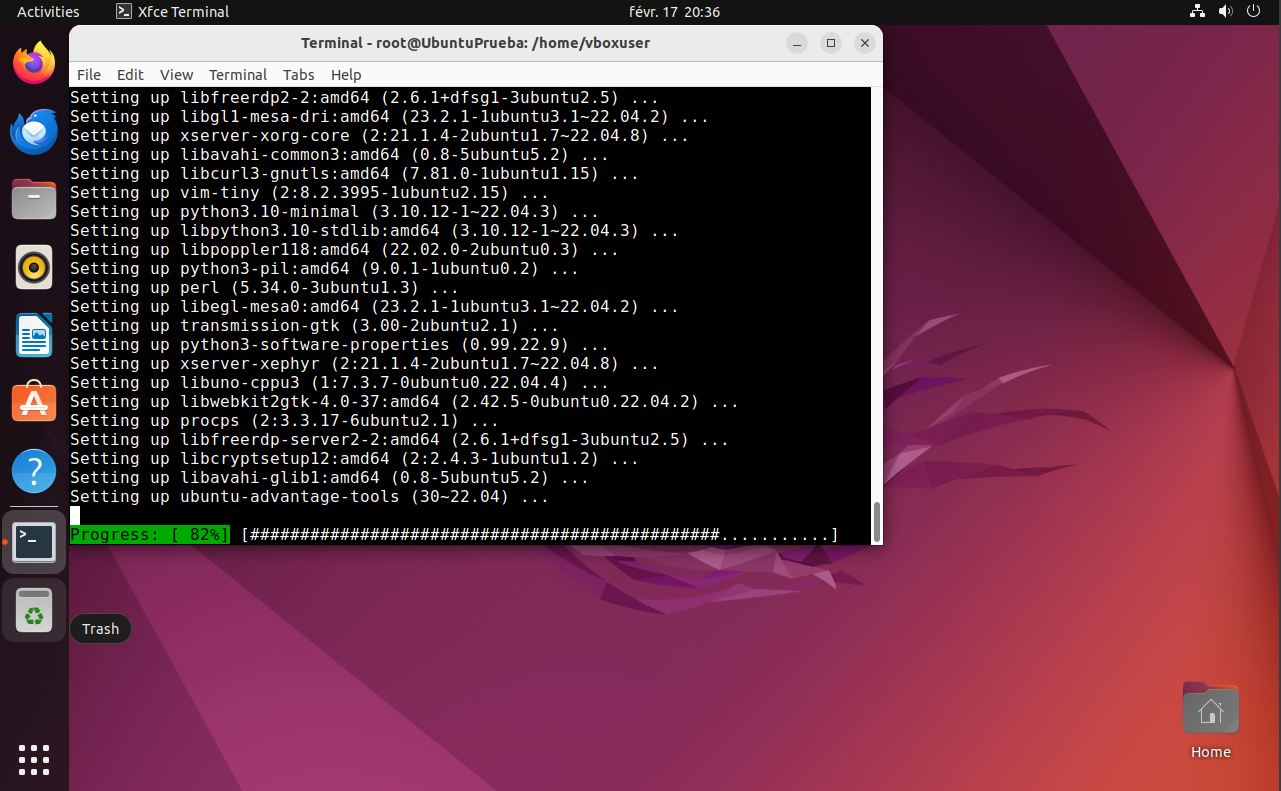 Activities
Xfce Terminal
févr. 17 20:36
Terminal - root@UbuntuPrueba: /home/vboxuser
File Edit View Terminal Tabs Help
Setting up libfreerdp2-2:amd64 (2.6.1+dfsg1-3ubuntu2.5) ...
Setting up libgl1-mesa-dri:amd64 (23.2.1-1ubuntu3.1~22.04.2) ...
Setting up xserver-xorg-core (2:21.1.4-2ubuntu1.7~22.04.8) ...
Setting up libavahi-common3:amd64 (0.8-5ubuntu5.2) ...
Setting up libcurl3-gnutls:amd64 (7.81.0-1ubuntu1.15) ...
Setting up vim-tiny (2:8.2.3995-1ubuntu2.15) ...
Setting up python3.10-minimal (3.10.12-1~22.04.3) ...
Setting up libpython3.10-stdlib:amd64 (3.10.12-1~22.04.3) ...
Setting up libpoppler118:amd64 (22.02.0-2ubuntu0.3) ...
Setting up python3-pil:amd64 (9.0.1-1ubuntu0.2) ...
Setting up perl (5.34.0-3ubuntu1.3) ...
Setting up libegl-mesa0:amd64 (23.2.1-1ubuntu3.1~22.04.2) ...
Setting up transmission-gtk (3.00-2ubuntu2.1) ...
Setting up python3-software-properties (0.99.22.9) ...
Setting up xserver-xephyr (2:21.1.4-2ubuntu1.7~22.04.8) ...
Setting up libuno-cppu3 (1:7.3.7-0ubuntu0.22.04.4) ...
Setting up libwebkit2gtk-4.0-37:amd64 (2.42.5-0ubuntu0.22.04.2) ...
Setting up procps (2:3.3.17-6ubuntu2.1) ...
Setting up libfreerdp-server2-2:amd64 (2.6.1+dfsg1-3ubuntu2.5) ...
Setting up libcryptsetup12:amd64 (2:2.4.3-1ubuntu1.2) ...
Setting up libavahi-glib1:amd64 (0.8-5ubuntu5.2) ...
Setting up ubuntu-advantage-tools (30~22.04) ...
Progress: [ 82%] [###############################################...........]
Trash
Home